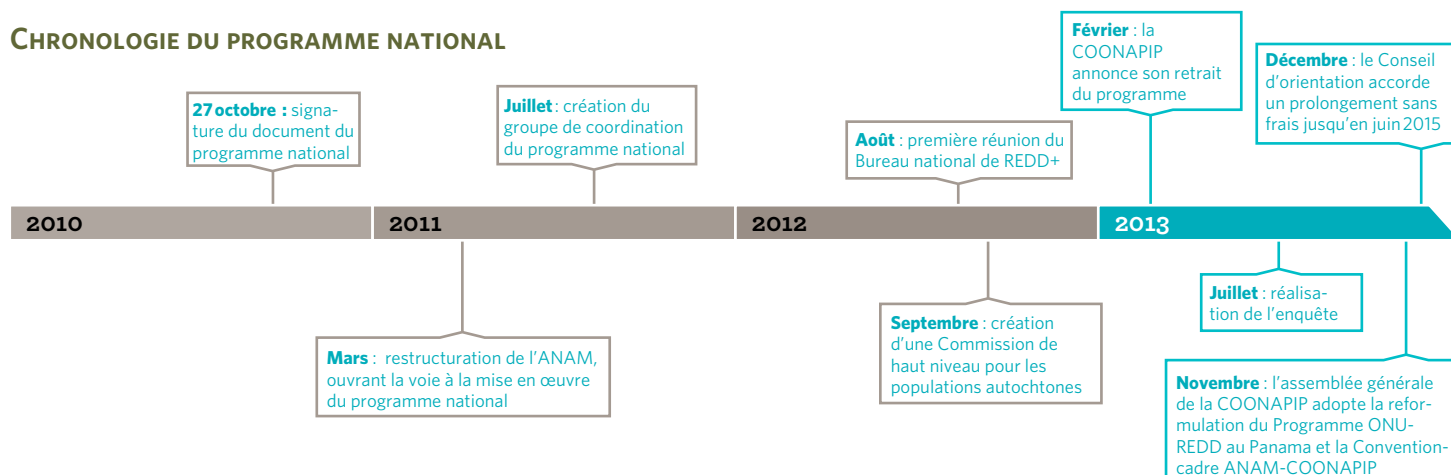 CHRONOLOGIE DU PROGRAMME NATIONAL
27 octobre : signa-
ture du document du
programme national
Juillet : création du
groupe de coordination
du programme national
Août : première réunion du
Bureau national de REDD+
Février : la
COONAPIP
annonce son retrait
du programme
Décembre : le Conseil
d'orientation accorde
un prolongement sans
frais jusqu'en juin 2015
2010
2011
2012
2013
Mars : restructuration de l'ANAM,
ouvrant la voie à la mise en œuvre
du programme national
Septembre : création
d'une Commission de
haut niveau pour les
populations autochtones
Juillet : réalisa-
tion de l'enquête
Novembre : l'assemblée générale
de la COONAPIP adopte la refor-
mulation du Programme ONU-
REDD au Panama et la Convention-
cadre ANAM-COONAPIP